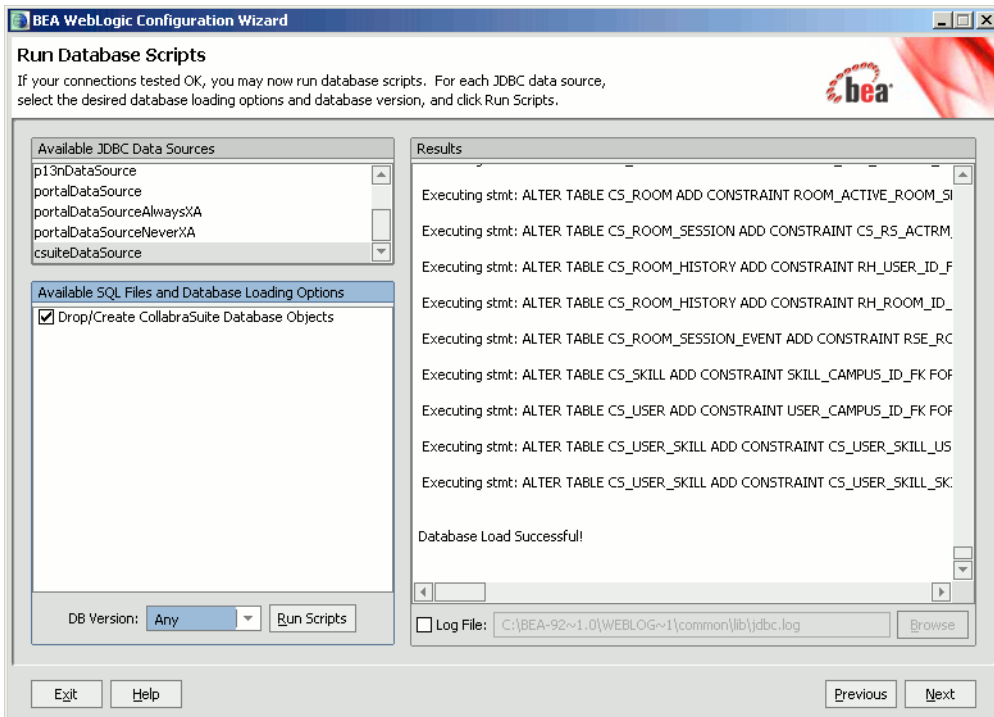 BEA WebLogic Configuration Wizard
Run Database Scripts
If your connections tested OK, you may now run database scripts. For each JDBC data source,
select the desired database loading options and database version, and click Run Scripts.
bea
Available JDBC Data Sources
p13nDataSource
portalDataSource
portalDataSourceAlwaysXA
portalDataSourceNeverXA
csuiteDataSource
Available SQL Files and Database Loading Options
Drop/Create CollabraSuite Database Objects
DB Version: Any Run Scripts
Results
Executing stmt: ALTER TABLE CS_ROOM ADD CONSTRAINT ROOM_ACTIVE_ROOM_
Executing stmt: ALTER TABLE CS_ROOM_SESSION ADD CONSTRAINT CS_RS_ACTRM_
Executing stmt: ALTER TABLE CS_ROOM_HISTORY ADD CONSTRAINT RH_USER_ID_F
Executing stmt: ALTER TABLE CS_ROOM_HISTORY ADD CONSTRAINT RH_ROOM_ID_
Executing stmt: ALTER TABLE CS_ROOM_SESSION_EVENT ADD CONSTRAINT RSE_RO
Executing stmt: ALTER TABLE CS_SKILL ADD CONSTRAINT SKILL_CAMPUS_ID_FK FOR
Executing stmt: ALTER TABLE CS_USER ADD CONSTRAINT USER_CAMPUS_ID_FK FOR
Executing stmt: ALTER TABLE CS_USER_SKILL ADD CONSTRAINT CS_USER_SKILL_US
Executing stmt: ALTER TABLE CS_USER_SKILL ADD CONSTRAINT CS_USER_SKILL_SK
Database Load Successful!
Log File: C:\BEA-92~1.0\WEBLOG~1\common\lib\jdbc.log Browse
Exit Help Previous Next